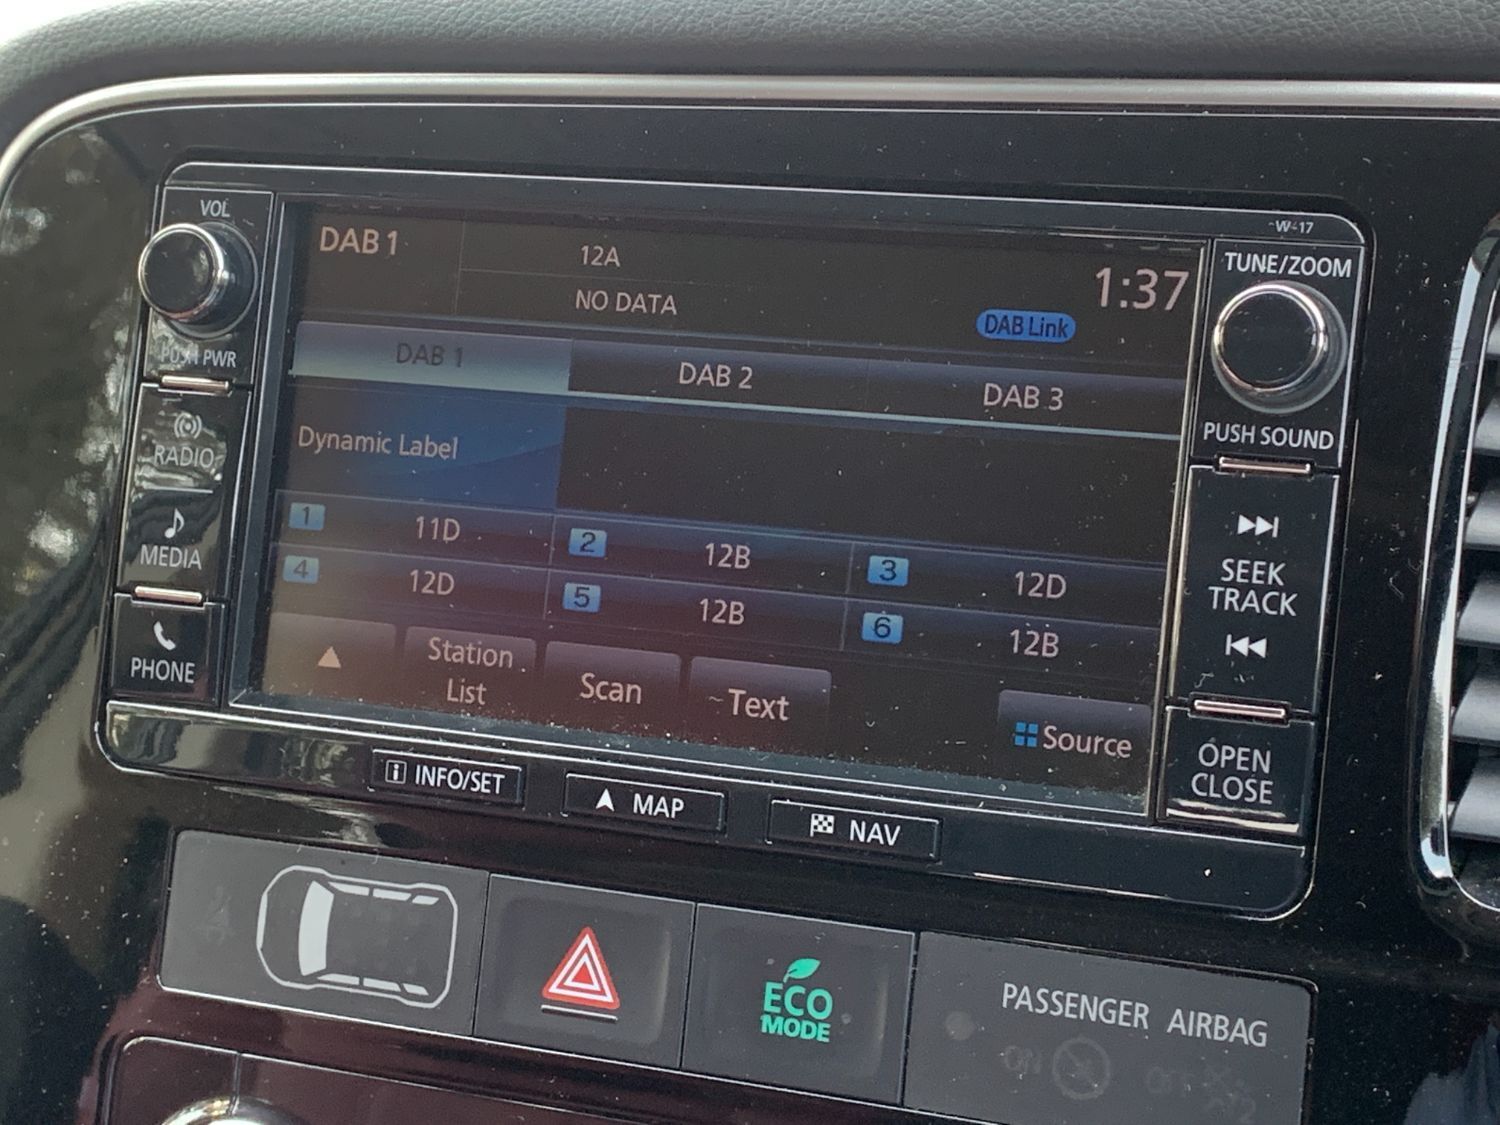 VOL
PUSH PWR
RADIO
MEDIA
PHONE
W-17
DAB 1
12A
NO DATA
1:37
DAB Link
DAB 1
DAB 2
DAB 3
Dynamic Label
1 11D
2 12B
3 12D
4 12D
5 12B
6 12B
Station
List
Scan
Text
Source
TUNE/ZOOM
PUSH SOUND
SEEK
TRACK
OPEN
CLOSE
i INFO/SET
MAP
NAV
ECO
MODE
PASSENGER AIRBAG
ON
OFF